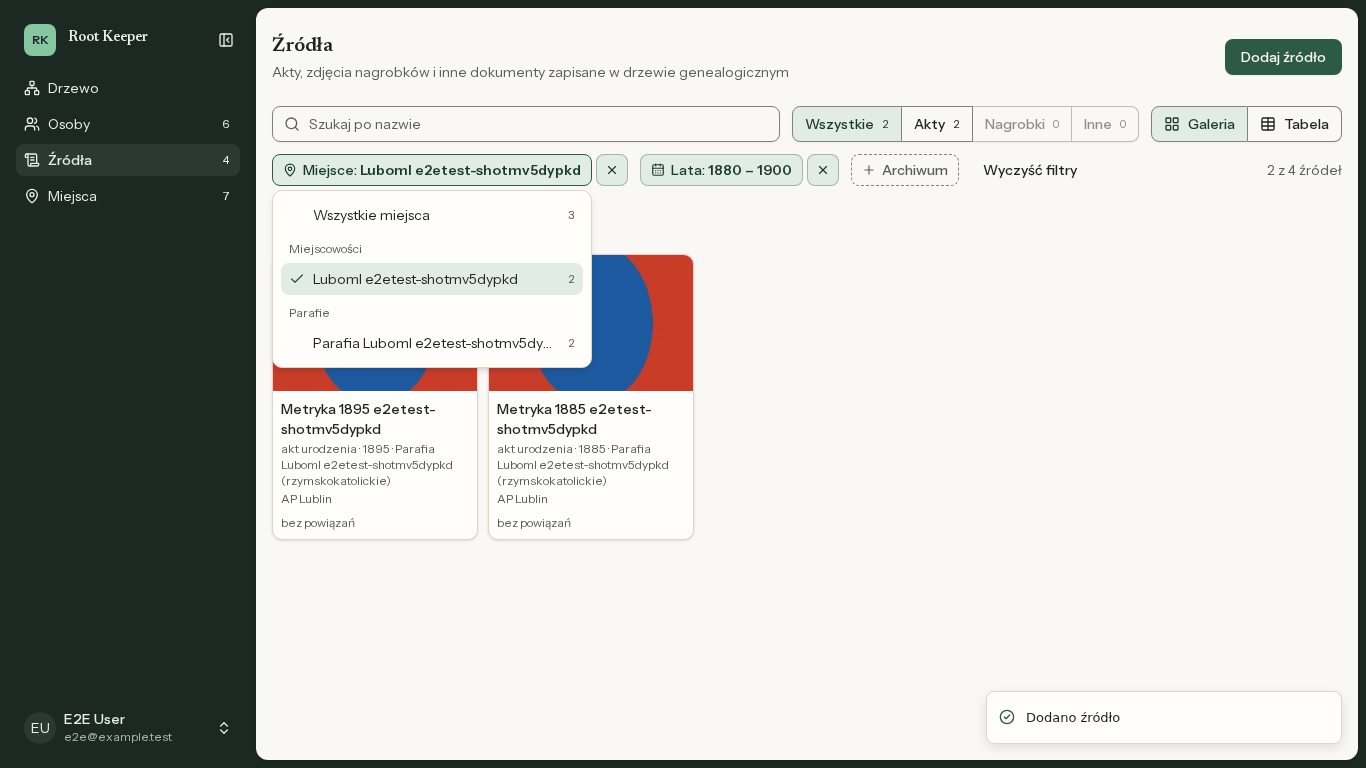 RK
Root Keeper
Drzewo
Osoby 6
Źródła 4
Miejsca 7
EU
E2E User
e2e@example.test
Źródła
Akty, zdjęcia nagrobków i inne dokumenty zapisane w drzewie genealogicznym
Dodaj źródło
Szukaj po nazwie
Wszystkie 2
Akty 2
Nagrobki 0
Inne 0
Galeria
Tabela
Miejsce: Luboml e2etest-shotmv5dypkd
Lata: 1880 – 1900
Archiwum
Wyczyść filtry
2 z 4 źródeł
Wszystkie miejsca 3
Miejscowości
Luboml e2etest-shotmv5dypkd 2
Parafie
Parafia Luboml e2etest-shotmv5dy... 2
Metryka 1895 e2etest-
shotmv5dypkd
akt urodzenia · 1895 · Parafia
Luboml e2etest-shotmv5dypkd
(rzymskokatolickie)
AP Lublin
bez powiązań
Metryka 1885 e2etest-
shotmv5dypkd
akt urodzenia · 1885 · Parafia
Luboml e2etest-shotmv5dypkd
(rzymskokatolickie)
AP Lublin
bez powiązań
Dodano źródło